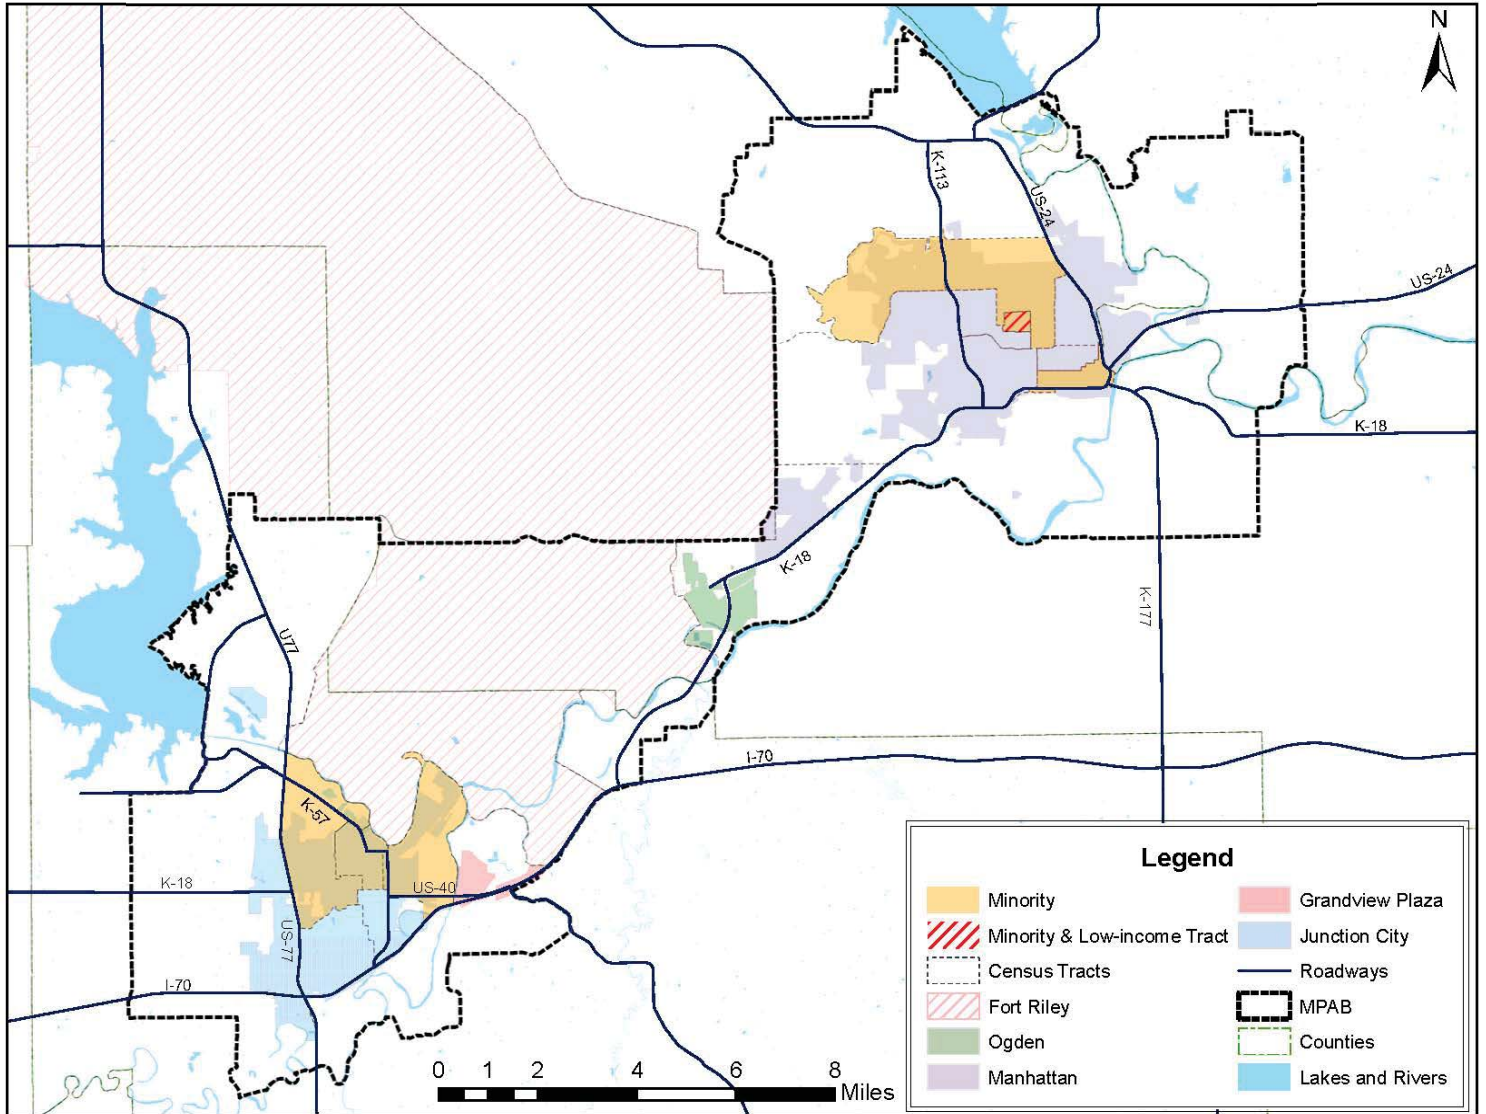 N
K-113
US-24
US-24
K-18
K-18
K-177
U77
I-70
K-57
K-18
US-40
US-77
I-70
0 1 2 4 6 8
Miles
Legend
Minority
Minority & Low-income Tract
Census Tracts
Fort Riley
Ogden
Manhattan
Grandview Plaza
Junction City
Roadways
MPAB
Counties
Lakes and Rivers